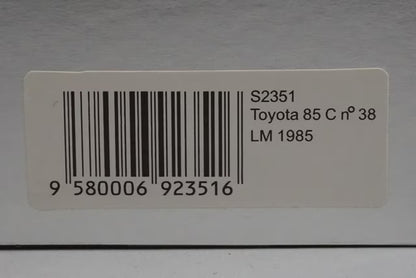 S2351
Toyota 85 C nº 38
LM 1985
9 580006 923516